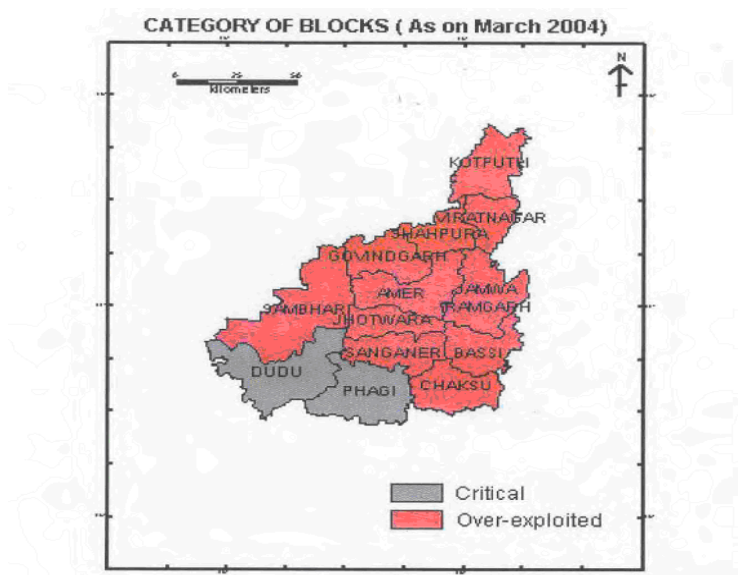 CATEGORY OF BLOCKS ( As on March 2004)
N
kilometers
KOTPUTLI
VIRATNAGAR
SHAHPURA
GOVINDGARH
AMER
JAMWA
RAMGARH
SAMBHAR
JHOTWARA
SANGANER
BASSI
DUDU
PHAGI
CHAKSU
Critical
Over-exploited